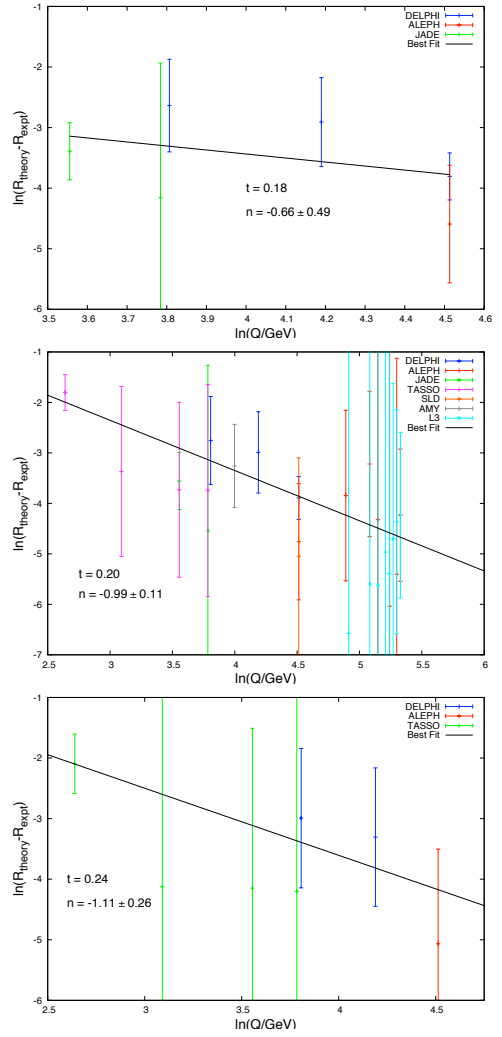 -1
-2
-3
-4
-5
-6
ln(R_theory-R_expt)
DELPHI
ALEPH
JADE
Best Fit
t = 0.18
n = -0.66 ± 0.49
3.5 3.6 3.7 3.8 3.9 4 4.1 4.2 4.3 4.4 4.5 4.6
ln(Q/GeV)
-1
-2
-3
-4
-5
-6
-7
ln(R_theory-R_expt)
DELPHI
ALEPH
JADE
TASSO
SLD
AMY
L3
Best Fit
t = 0.20
n = -0.99 ± 0.11
2.5 3 3.5 4 4.5 5 5.5 6
ln(Q/GeV)
-1
-2
-3
-4
-5
-6
ln(R_theory-R_expt)
DELPHI
ALEPH
TASSO
Best Fit
t = 0.24
n = -1.11 ± 0.26
2.5 3 3.5 4 4.5
ln(Q/GeV)